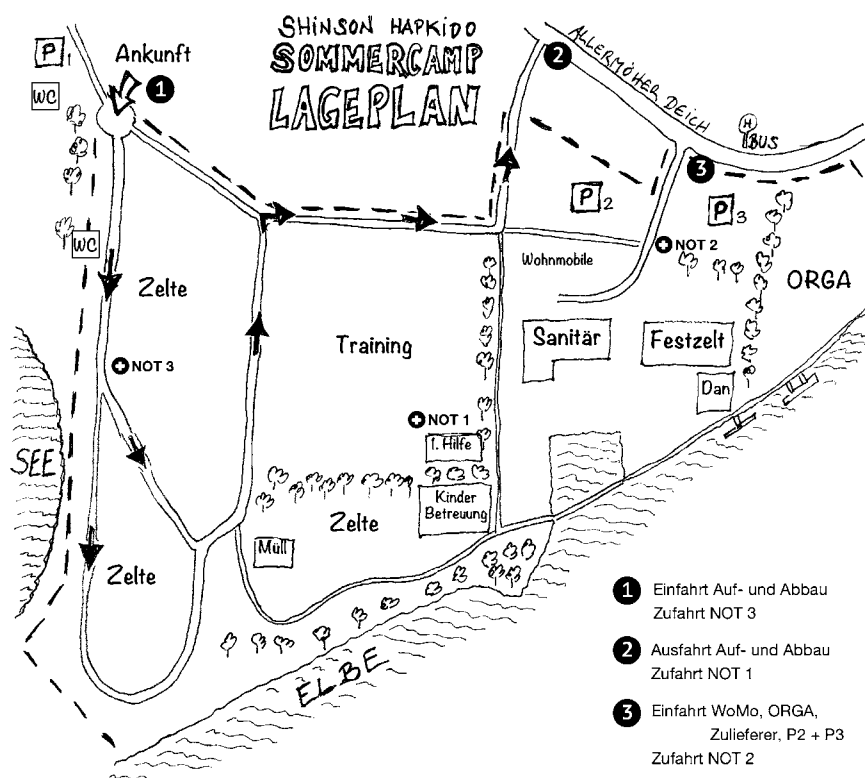 SHINSON HAPKIDO
SOMMERCAMP
LAGEPLAN
P1
Ankunft
1
WC
2
ALLERMÖHER DEICH
H
BUS
3
P2
P3
WC
NOT 2
Wohnmobile
ORGA
Zelte
Training
Sanitär
Festzelt
NOT 3
Dan
NOT 1
1. Hilfe
SEE
Kinder
Betreuung
Zelte
Müll
Zelte
ELBE
1 Einfahrt Auf- und Abbau
Zufahrt NOT 3
2 Ausfahrt Auf- und Abbau
Zufahrt NOT 1
3 Einfahrt WoMo, ORGA,
Zulieferer, P2 + P3
Zufahrt NOT 2